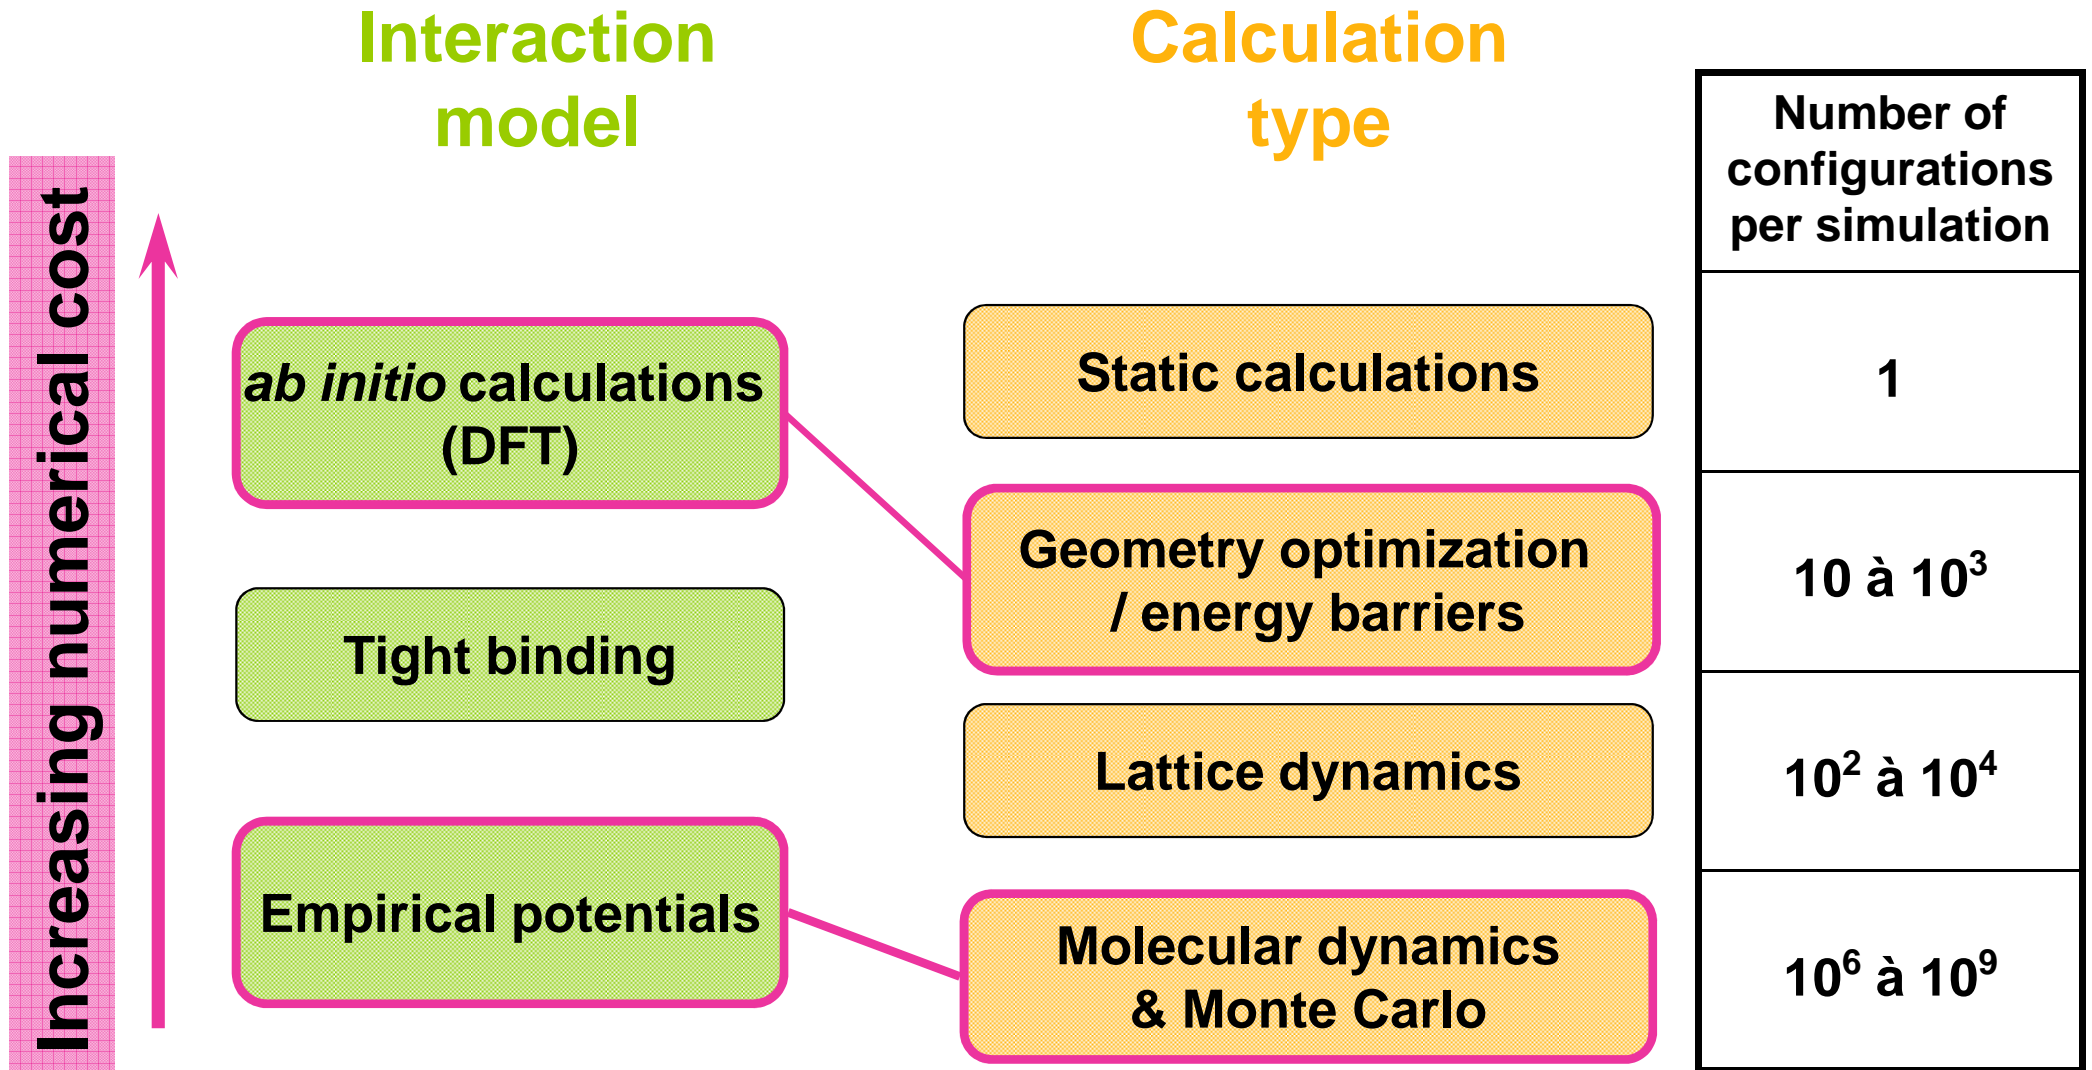 Interaction
model
Calculation
type
Number of
configurations
per simulation
Increasing numerical cost
ab initio calculations
(DFT)
Static calculations
1
Geometry optimization
/ energy barriers
10 à 10³
Tight binding
Lattice dynamics
10² à 10⁴
Empirical potentials
Molecular dynamics
& Monte Carlo
10⁶ à 10⁹